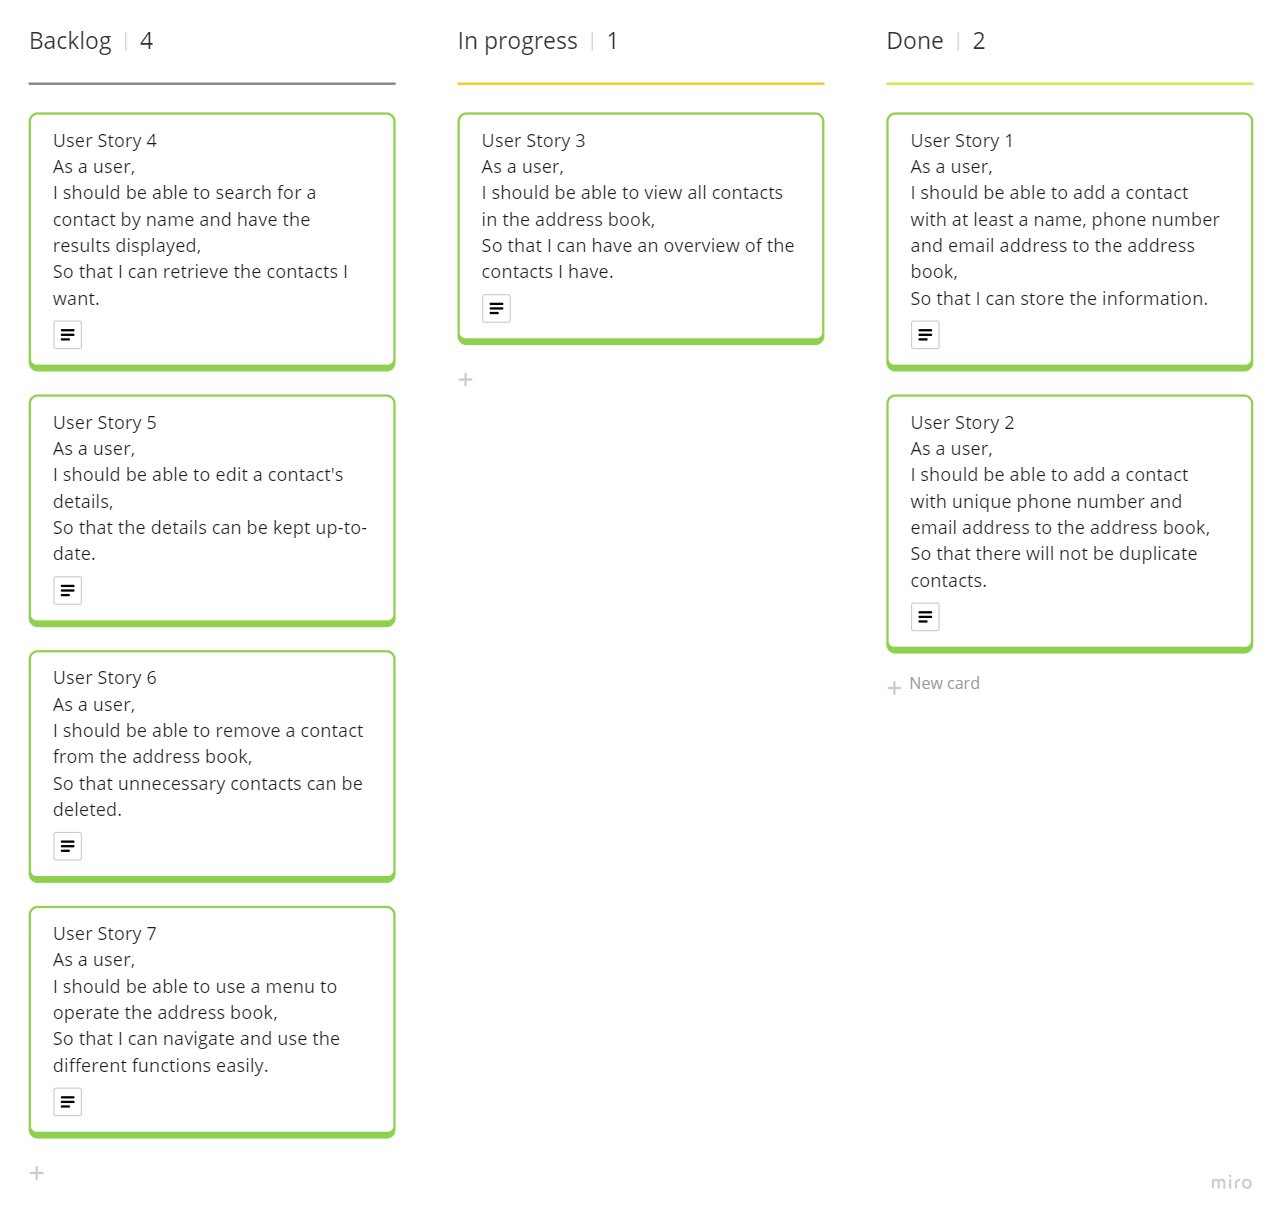 Backlog | 4
User Story 4
As a user,
I should be able to search for a
contact by name and have the
results displayed,
So that I can retrieve the contacts I
want.
User Story 5
As a user,
I should be able to edit a contact's
details,
So that the details can be kept up-to-
date.
User Story 6
As a user,
I should be able to remove a contact
from the address book,
So that unnecessary contacts can be
deleted.
User Story 7
As a user,
I should be able to use a menu to
operate the address book,
So that I can navigate and use the
different functions easily.
In progress | 1
User Story 3
As a user,
I should be able to view all contacts
in the address book,
So that I can have an overview of the
contacts I have.
Done | 2
User Story 1
As a user,
I should be able to add a contact
with at least a name, phone number
and email address to the address
book,
So that I can store the information.
User Story 2
As a user,
I should be able to add a contact
with unique phone number and
email address to the address book,
So that there will not be duplicate
contacts.
+ New card
miro